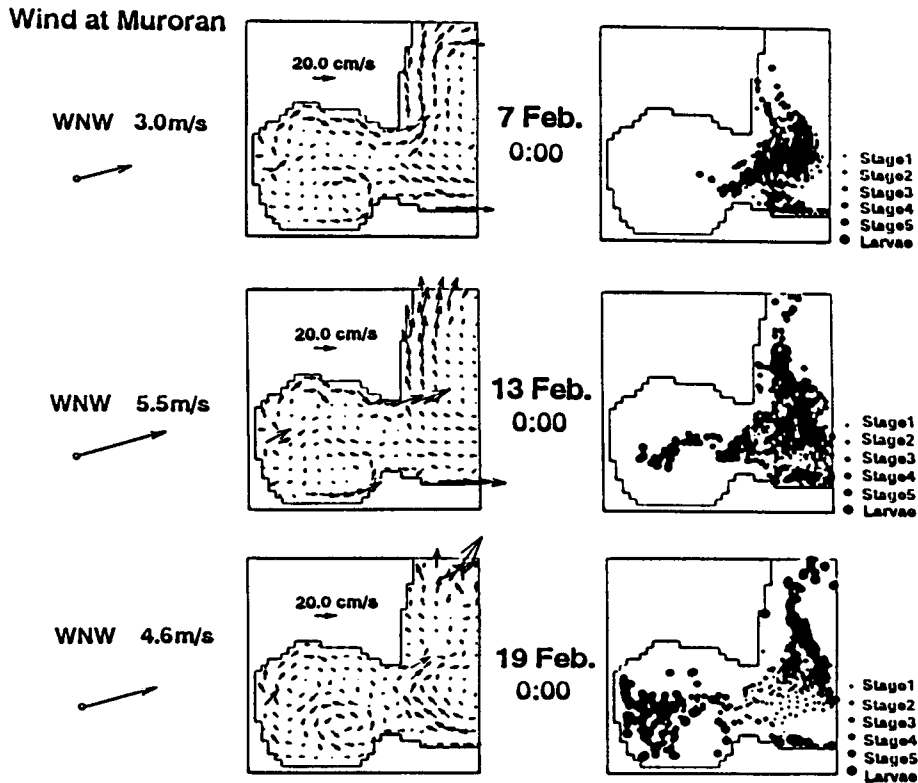 Wind at Muroran
20.0 cm/s
WNW 3.0m/s
7 Feb.
0:00
Stage1
Stage2
Stage3
Stage4
Stage5
Larvae
20.0 cm/s
WNW 5.5m/s
13 Feb.
0:00
Stage1
Stage2
Stage3
Stage4
Stage5
Larvae
20.0 cm/s
WNW 4.6m/s
19 Feb.
0:00
Stage1
Stage2
Stage3
Stage4
Stage5
Larvae